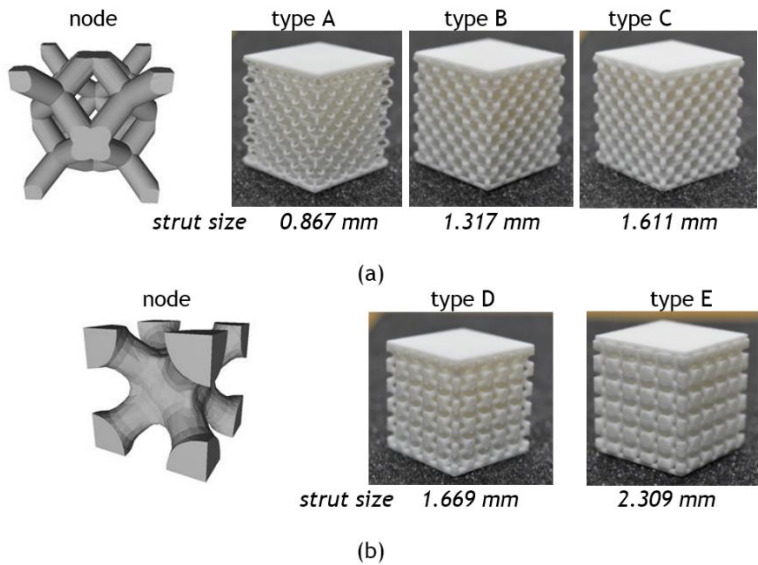 node type A type B type C
strut size 0.867 mm 1.317 mm 1.611 mm
(a)
node type D type E
strut size 1.669 mm 2.309 mm
(b)